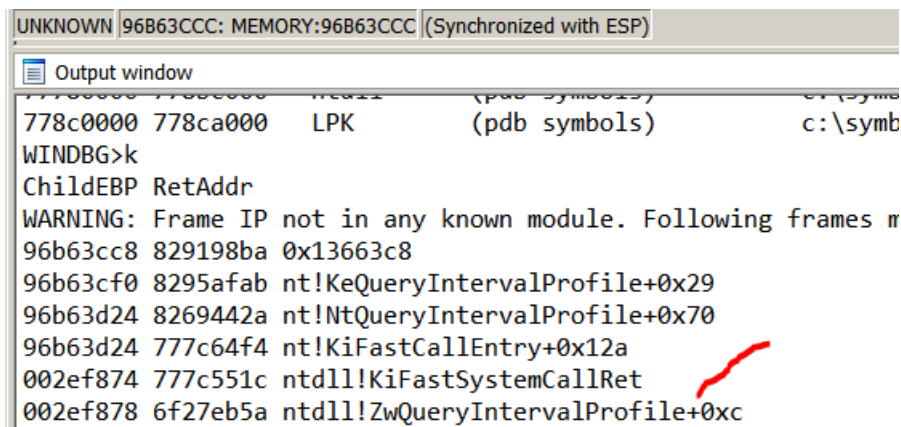 UNKNOWN 96B63CCC: MEMORY:96B63CCC (Synchronized with ESP)
Output window
778c0000 778ca000 LPK (pdb symbols) c:\symb
WINDBG>k
ChildEBP RetAddr
WARNING: Frame IP not in any known module. Following frames m
96b63cc8 829198ba 0x13663c8
96b63cf0 8295afab nt!KeQueryIntervalProfile+0x29
96b63d24 8269442a nt!NtQueryIntervalProfile+0x70
96b63d24 777c64f4 nt!KiFastCallEntry+0x12a
002ef874 777c551c ntdll!KiFastSystemCallRet
002ef878 6f27eb5a ntdll!ZwQueryIntervalProfile+0xc